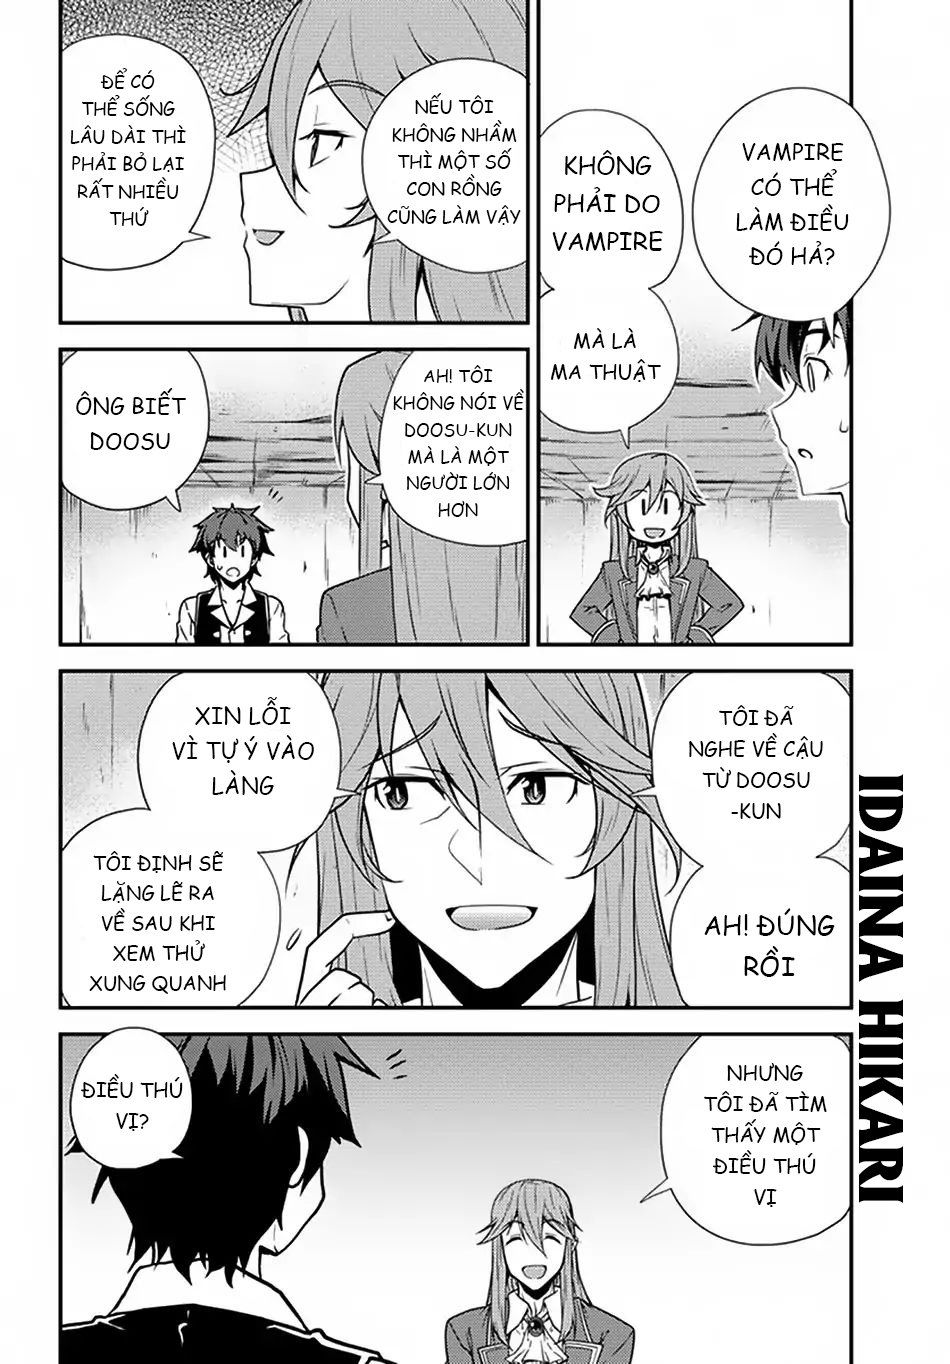 VAMPIRE
CÓ THỂ
LÀM ĐIỀU
ĐÓ HẢ?
KHÔNG
PHẢI DO
VAMPIRE
MÀ LÀ
MA THUẬT
NẾU TÔI
KHÔNG NHẦM
THÌ MỘT SỐ
CON RỒNG
CŨNG LÀM VẬY
ĐỂ CÓ
THỂ SỐNG
LÂU DÀI THÌ
PHẢI BỎ LẠI
RẤT NHIỀU
THỨ
AH! TÔI
KHÔNG NÓI VỀ
DOOSU-KUN
MÀ LÀ MỘT
NGƯỜI LỚN
HƠN
ÔNG BIẾT
DOOSU
TÔI ĐÃ
NGHE VỀ CẬU
TỪ DOOSU
-KUN
AH! ĐÚNG
RỒI
XIN LỖI
VÌ TỰ Ý VÀO
LÀNG
TÔI ĐỊNH SẼ
LẶNG LẼ RA
VỀ SAU KHI
XEM THỬ
XUNG QUANH
NHƯNG
TÔI ĐÃ TÌM
THẤY MỘT
ĐIỀU THÚ
VỊ
ĐIỀU THÚ
VỊ?
IDAINA HIKARI